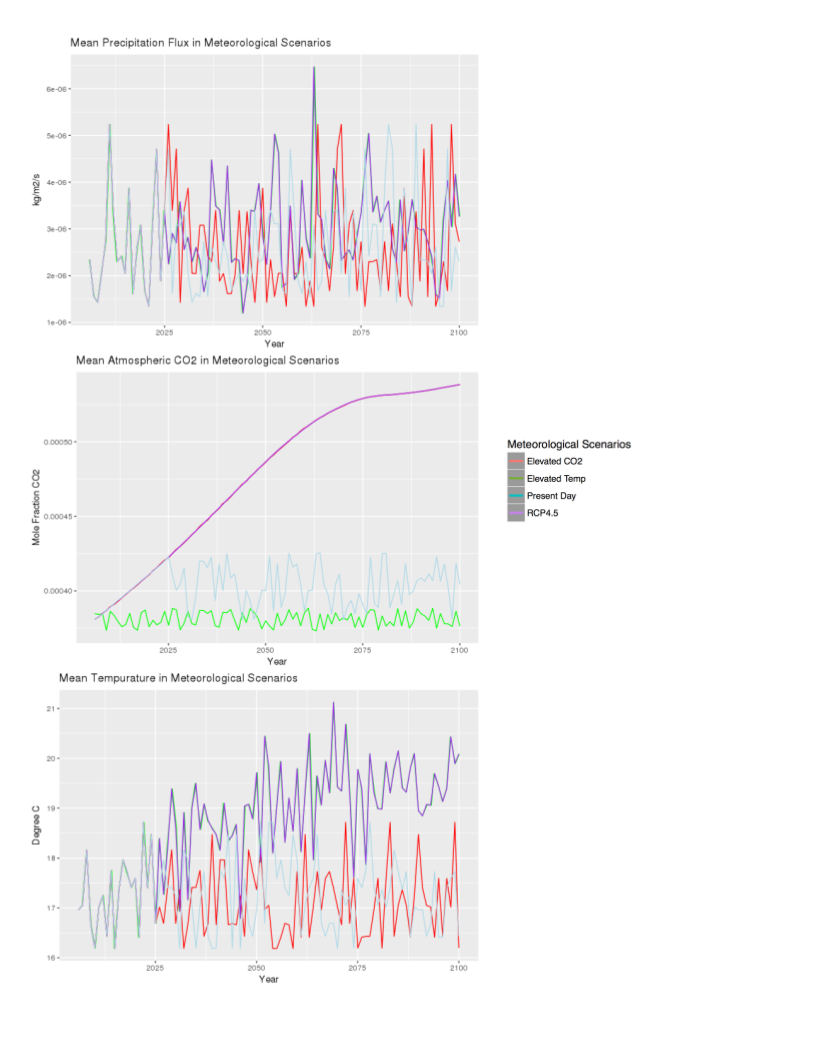 Mean Precipitation Flux in Meteorological Scenarios
6e-06
5e-06
4e-06
3e-06
2e-06
1e-06
kg/m2/s
2025 2050 2075 2100
Year
Mean Atmospheric CO2 in Meteorological Scenarios
0.00050
0.00045
0.00040
Mole Fraction CO2
2025 2050 2075 2100
Year
Meteorological Scenarios
Elevated CO2
Elevated Temp
Present Day
RCP4.5
Mean Tempurature in Meteorological Scenarios
21
20
19
18
17
16
Degree C
2025 2050 2075 2100
Year